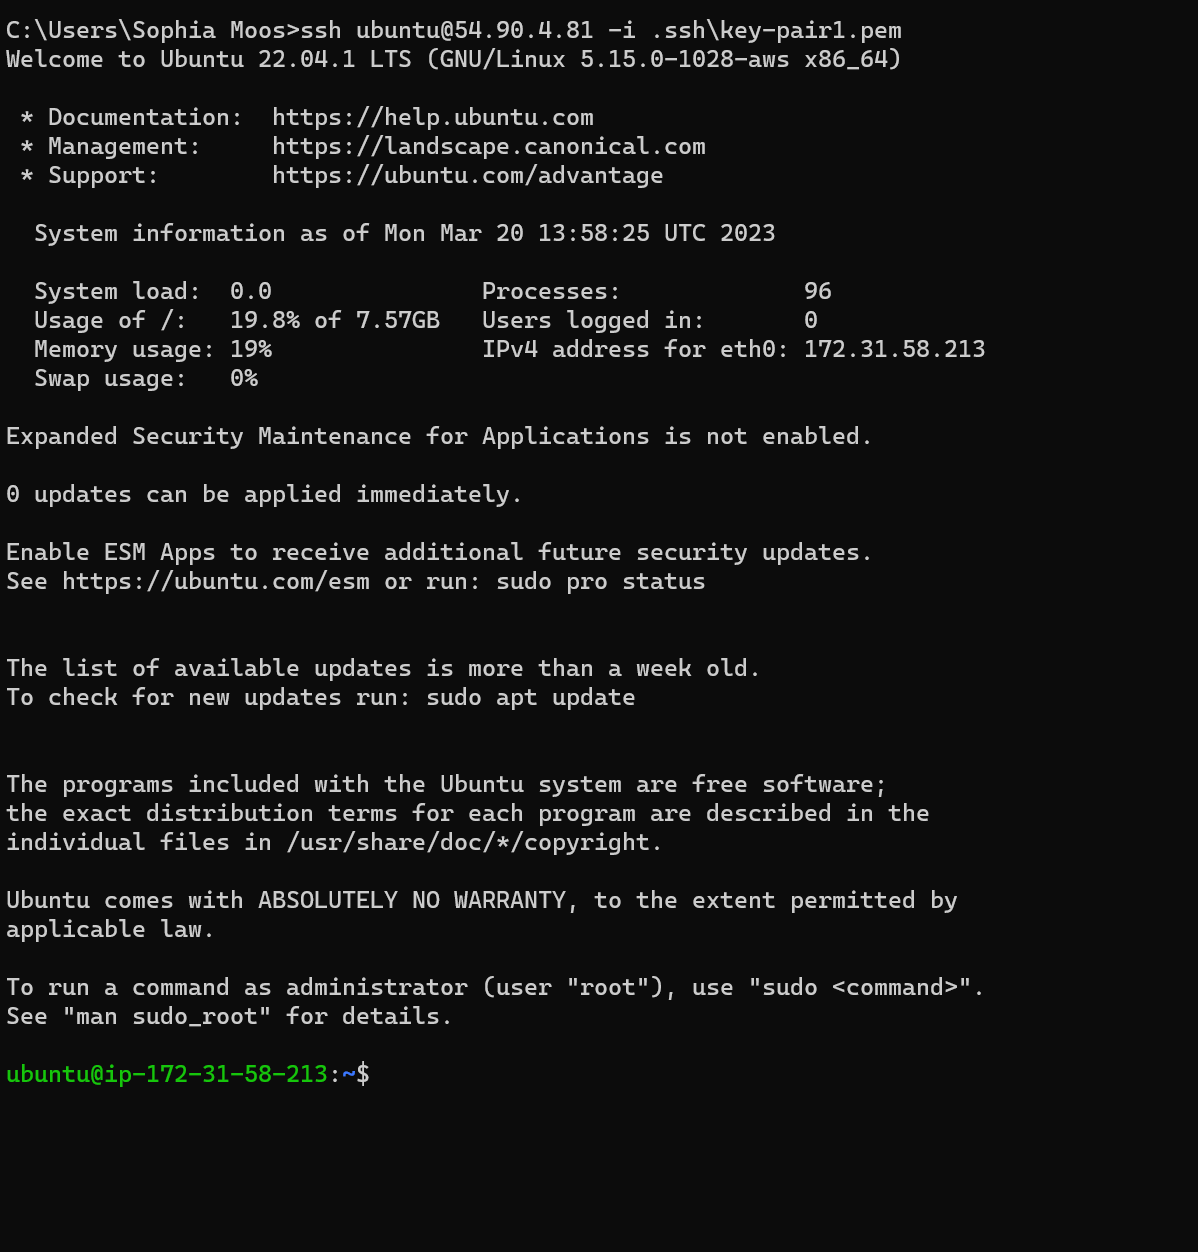 C:\Users\Sophia Moos>ssh ubuntu@54.90.4.81 -i .ssh\key-pair1.pem
Welcome to Ubuntu 22.04.1 LTS (GNU/Linux 5.15.0-1028-aws x86_64)

 * Documentation:  https://help.ubuntu.com
 * Management:     https://landscape.canonical.com
 * Support:        https://ubuntu.com/advantage

  System information as of Mon Mar 20 13:58:25 UTC 2023

  System load:  0.0               Processes:             96
  Usage of /:   19.8% of 7.57GB   Users logged in:       0
  Memory usage: 19%               IPv4 address for eth0: 172.31.58.213
  Swap usage:   0%

Expanded Security Maintenance for Applications is not enabled.

0 updates can be applied immediately.

Enable ESM Apps to receive additional future security updates.
See https://ubuntu.com/esm or run: sudo pro status


The list of available updates is more than a week old.
To check for new updates run: sudo apt update


The programs included with the Ubuntu system are free software;
the exact distribution terms for each program are described in the
individual files in /usr/share/doc/*/copyright.

Ubuntu comes with ABSOLUTELY NO WARRANTY, to the extent permitted by
applicable law.

To run a command as administrator (user "root"), use "sudo <command>".
See "man sudo_root" for details.

ubuntu@ip-172-31-58-213:~$